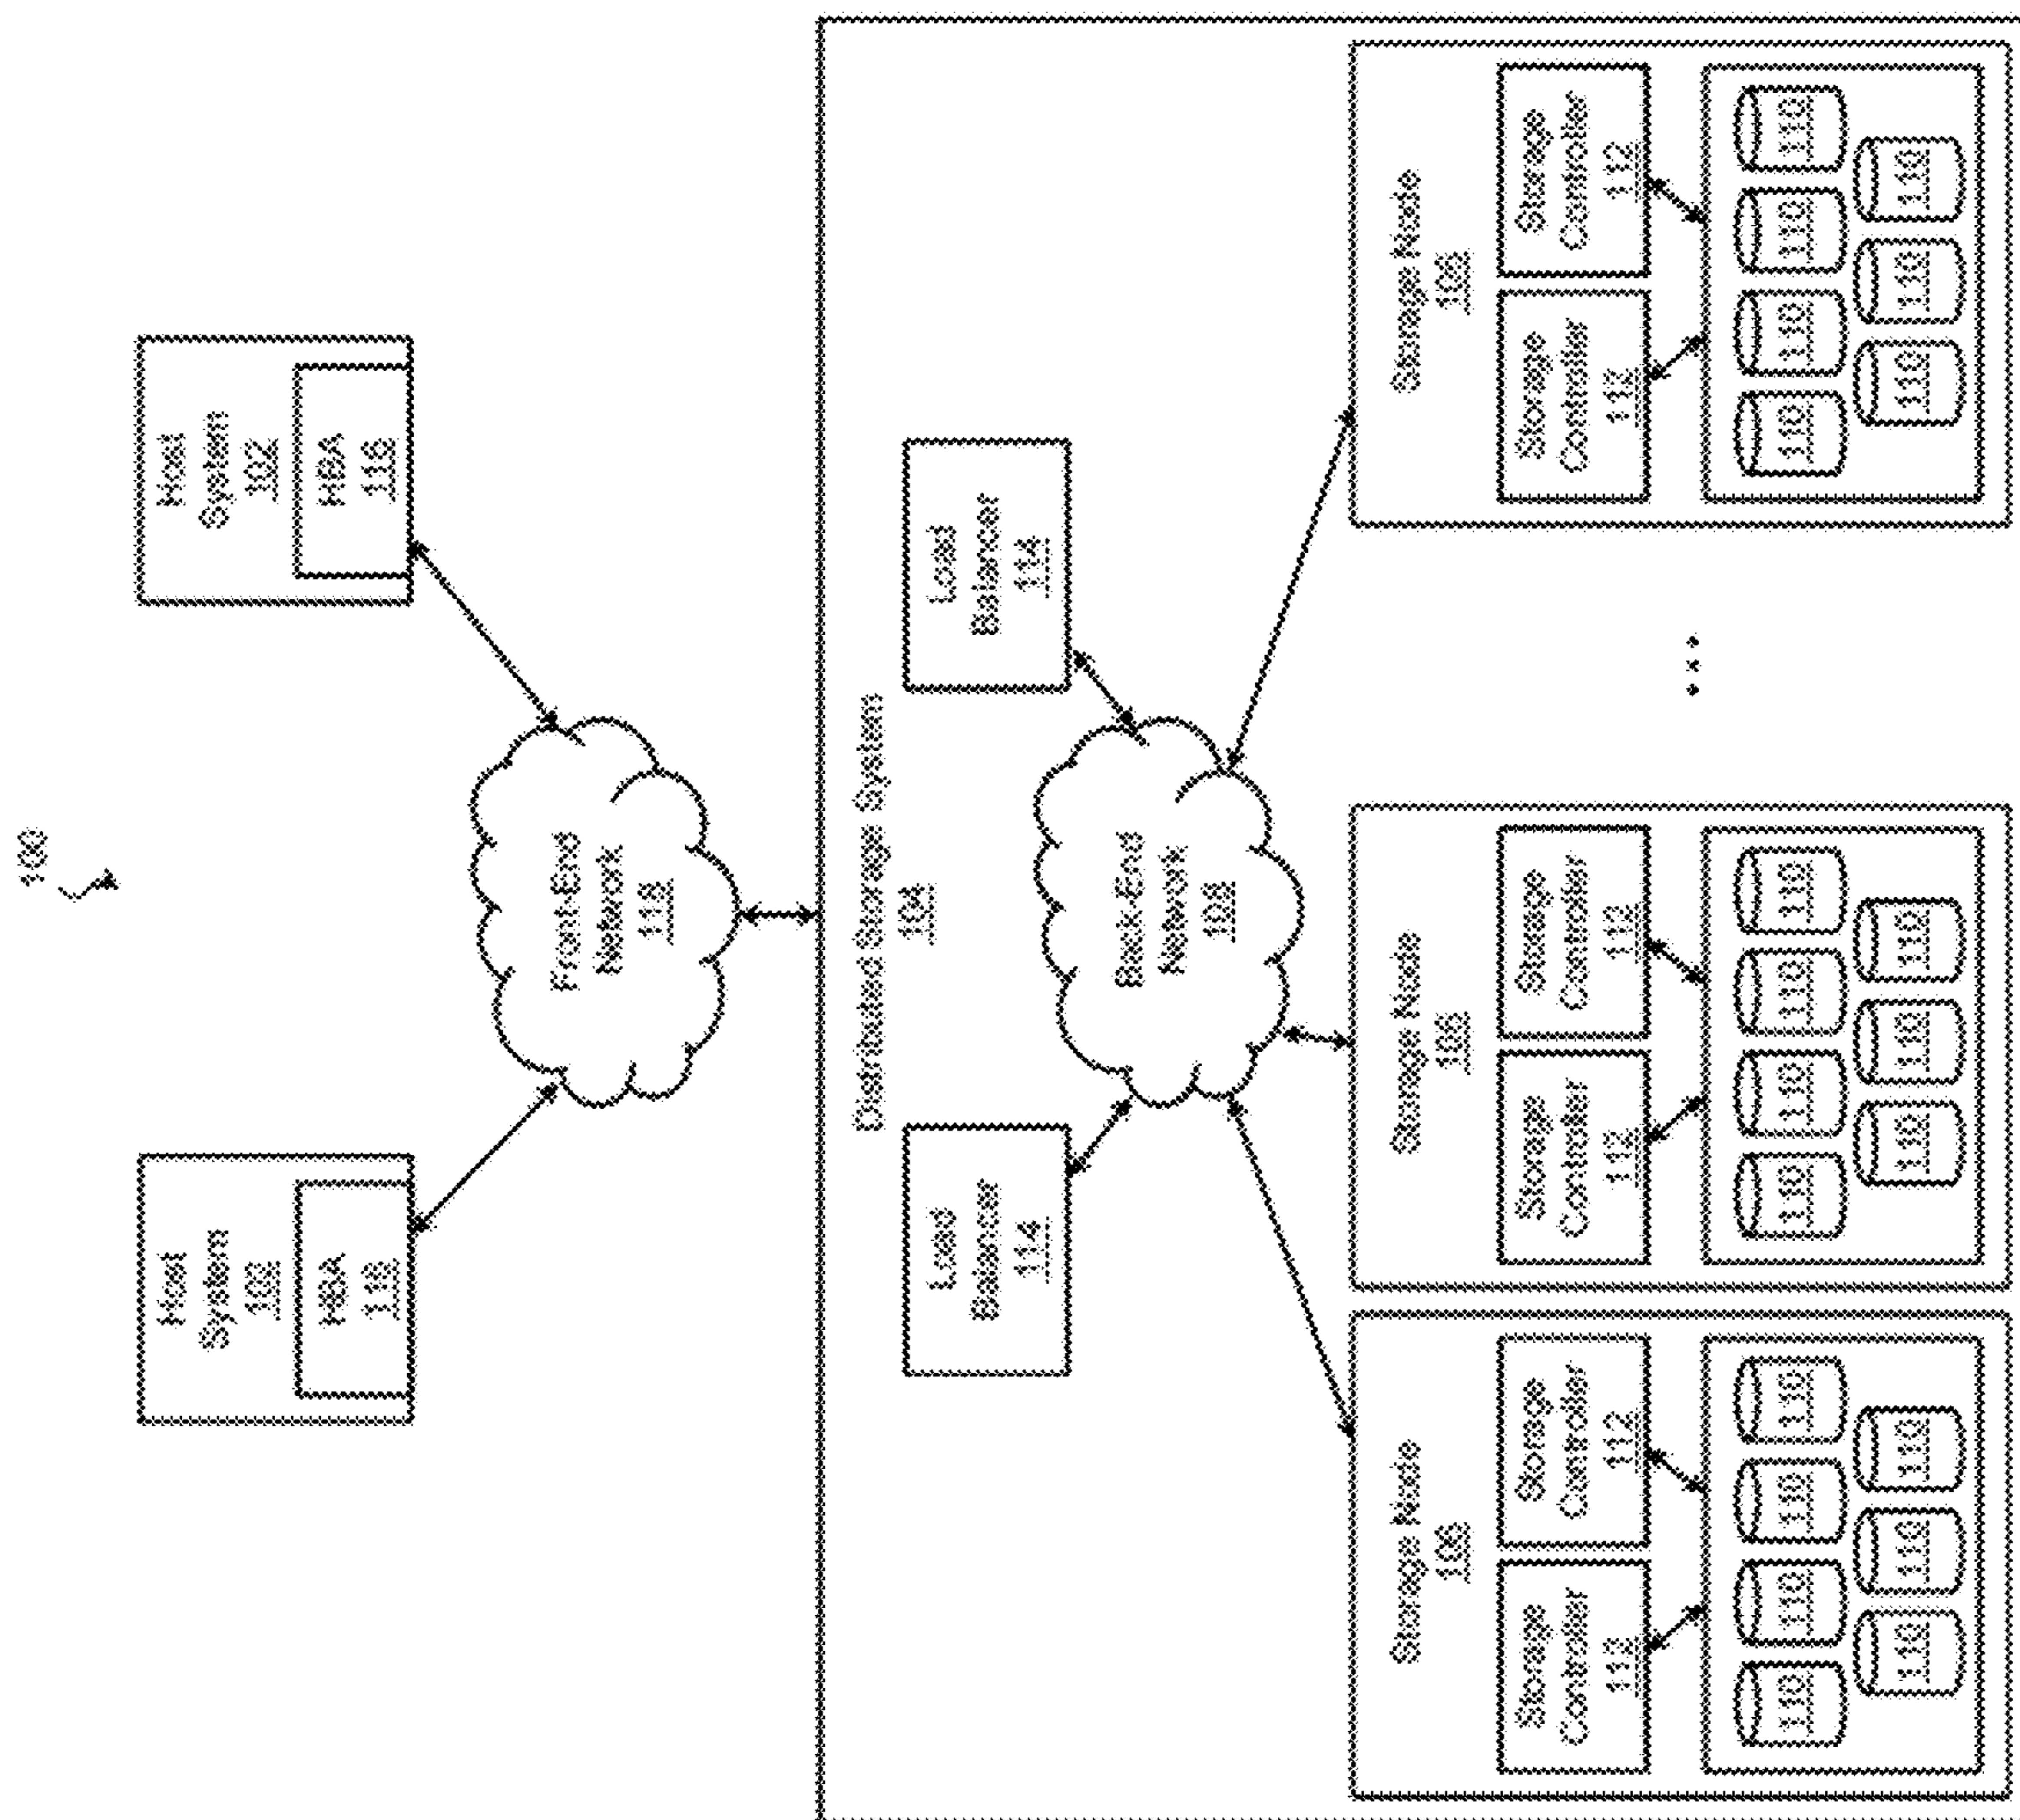 100
Host
System
102
HBA
116
Host
System
102
HBA
116
Front-End
Network
118
Distributed Storage System
104
Load
Balancer
114
Load
Balancer
114
Back-End
Network
108
Storage Node
106
Storage
Controller
112
Storage
Controller
112
110 110 110 110
110 110 110
Storage Node
106
Storage
Controller
112
Storage
Controller
112
110 110 110 110
110 110 110
...
Storage Node
106
Storage
Controller
112
Storage
Controller
112
110 110 110 110
110 110 110